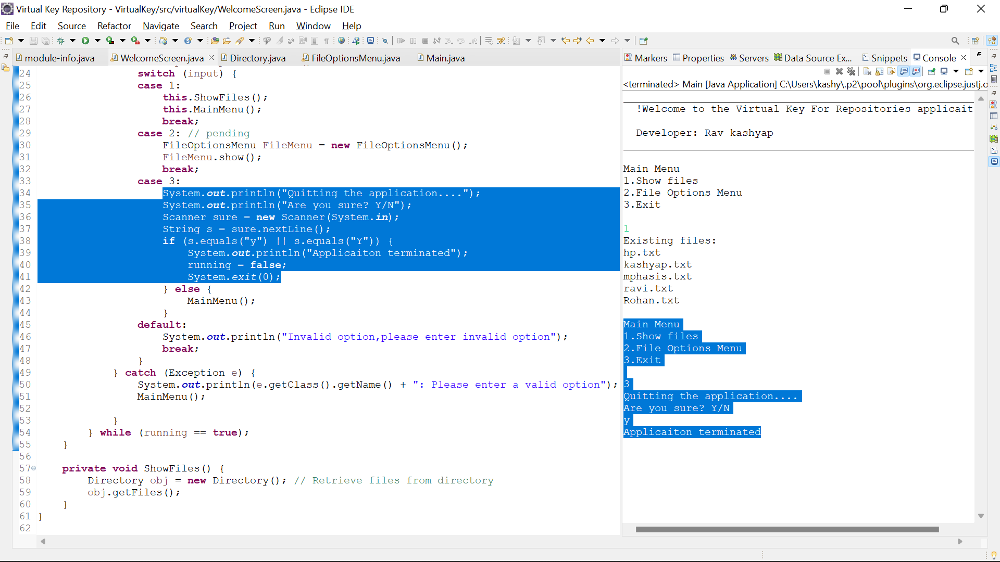 Virtual Key Repository - VirtualKey/src/virtualKey/WelcomeScreen.java - Eclipse IDE
File Edit Source Refactor Navigate Search Project Run Window Help
module-info.java WelcomeScreen.java Directory.java FileOptionsMenu.java Main.java
24 switch (input) {
25 case 1:
26 this.ShowFiles();
27 this.MainMenu();
28 break;
29 case 2: // pending
30 FileOptionsMenu FileMenu = new FileOptionsMenu();
31 FileMenu.show();
32 break;
33 case 3:
34 System.out.println("Quitting the application....");
35 System.out.println("Are you sure? Y/N");
36 Scanner sure = new Scanner(System.in);
37 String s = sure.nextLine();
38 if (s.equals("y") || s.equals("Y")) {
39 System.out.println("Applicaiton terminated");
40 running = false;
41 System.exit(0);
42 } else {
43 MainMenu();
44 }
45 default:
46 System.out.println("Invalid option,please enter invalid option");
47 break;
48 }
49 } catch (Exception e) {
50 System.out.println(e.getClass().getName() + ": Please enter a valid option");
51 MainMenu();
52
53 }
54 } while (running == true);
55 }
56
57 private void ShowFiles() {
58 Directory obj = new Directory(); // Retrieve files from directory
59 obj.getFiles();
60 }
61 }
62
Markers Properties Servers Data Source Ex... Snippets Console
<terminated> Main [Java Application] C:\Users\kashy\.p2\pool\plugins\org.eclipse.justj.o
!Welcome to the Virtual Key For Repositories applicait
Developer: Rav kashyap
Main Menu
1.Show files
2.File Options Menu
3.Exit
1
Existing files:
hp.txt
kashyap.txt
mphasis.txt
ravi.txt
Rohan.txt
Main Menu
1.Show files
2.File Options Menu
3.Exit
3
Quitting the application....
Are you sure? Y/N
y
Applicaiton terminated